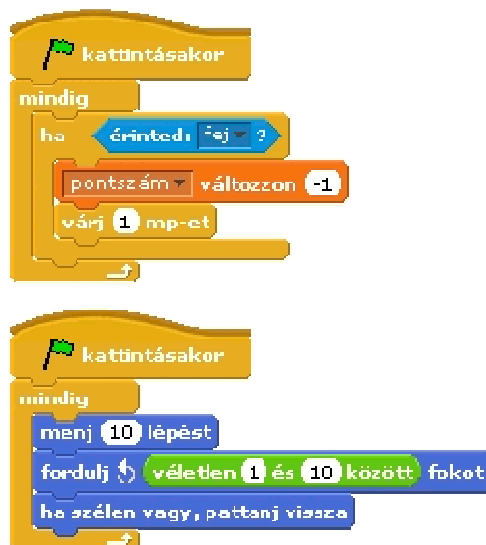 kattintásakor
mindig
ha érinted: fej ?
pontszám változzon -1
várj 1 mp-et
kattintásakor
mindig
menj 10 lépést
fordulj véletlen 1 és 10 között fokot
ha szélen vagy, pattanj vissza